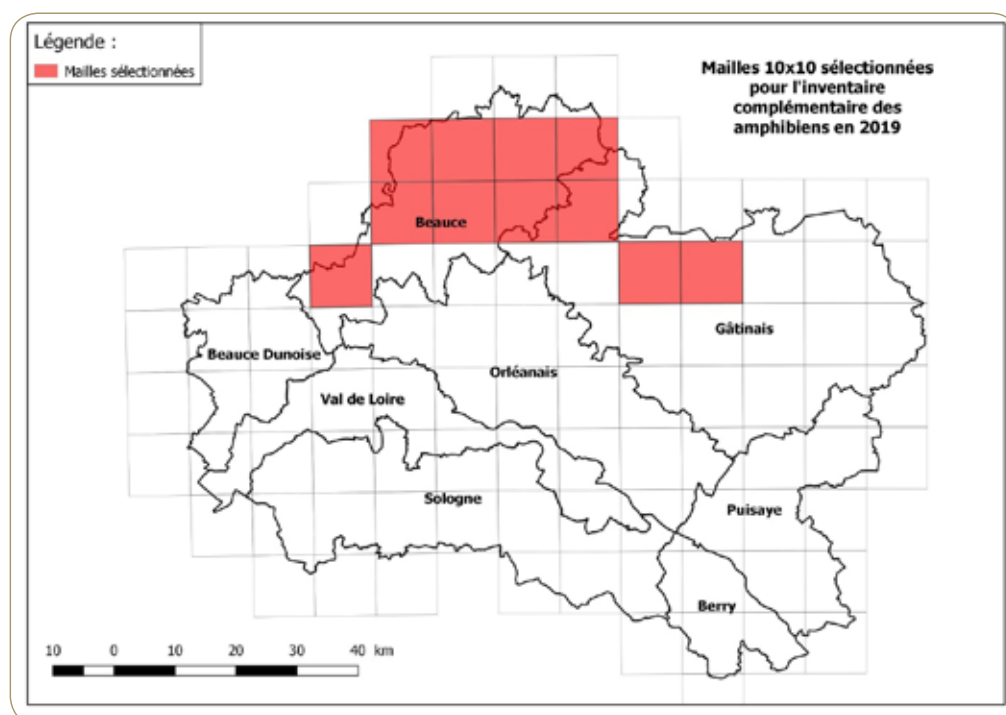 Légende :
Mailles sélectionnées
Mailles 10x10 sélectionnées
pour l'inventaire
complémentaire des
amphibiens en 2019
Beauce
Gâtinais
Beauce Dunoise
Orléanais
Val de Loire
Sologne
Puisaye
Berry
10 0 10 20 30 40 km